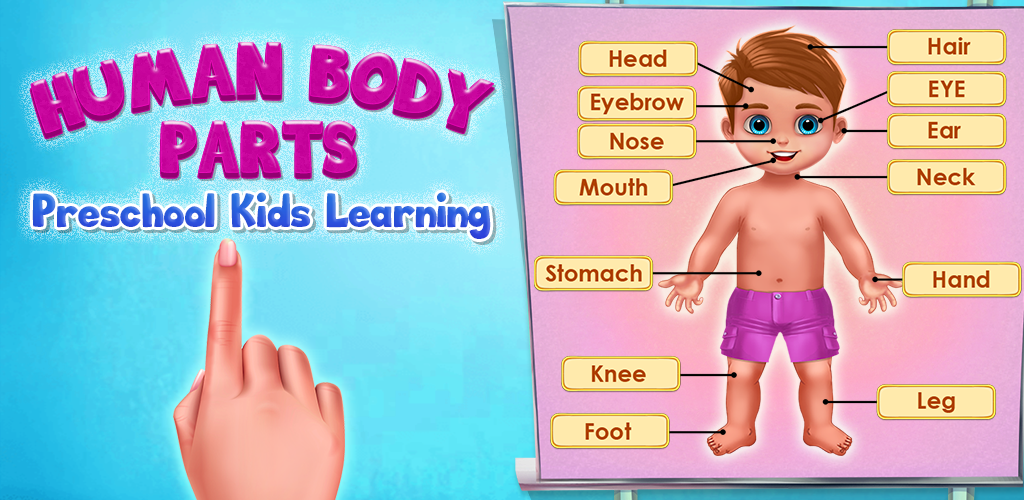 HUMAN BODY
PARTS
Preschool Kids Learning
Head
Hair
Eyebrow
EYE
Nose
Ear
Mouth
Neck
Stomach
Hand
Knee
Leg
Foot